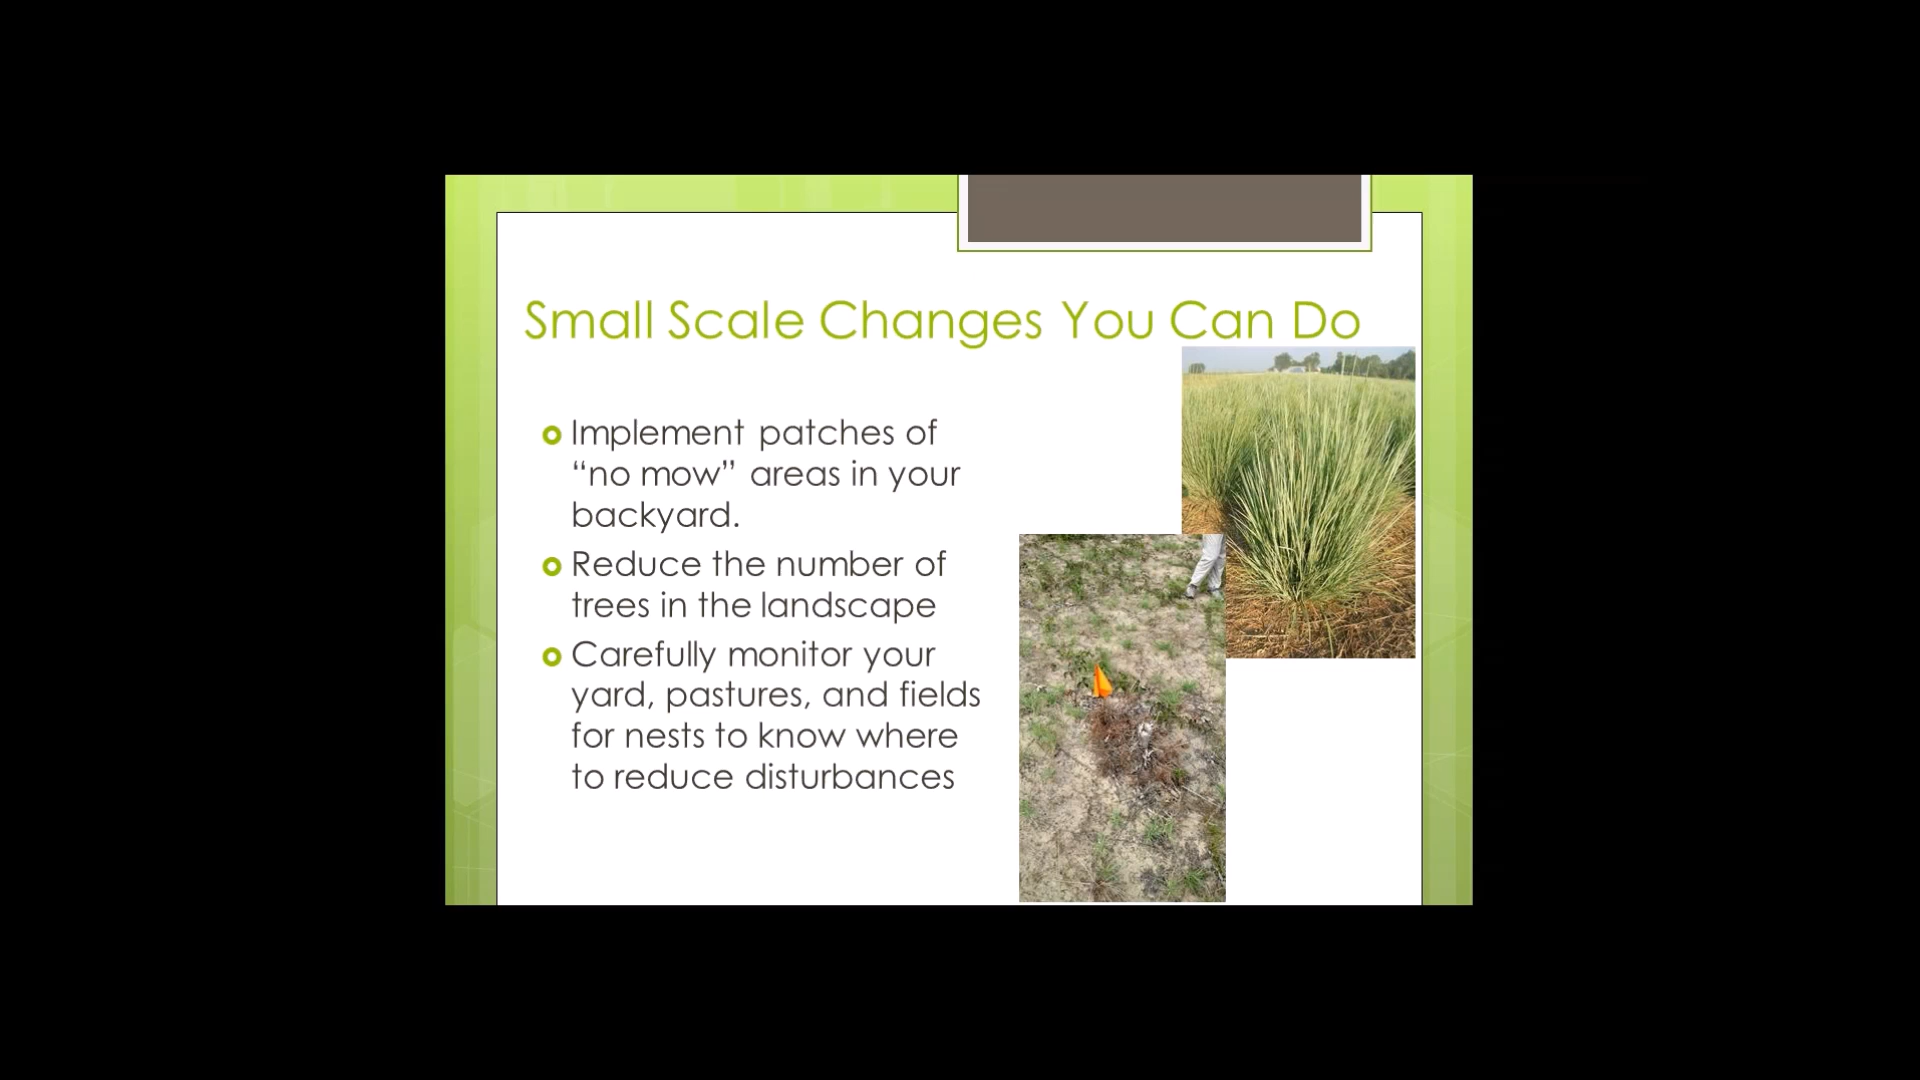 Small Scale Changes You Can Do
Implement patches of
“no mow” areas in your
backyard.
Reduce the number of
trees in the landscape
Carefully monitor your
yard, pastures, and fields
for nests to know where
to reduce disturbances